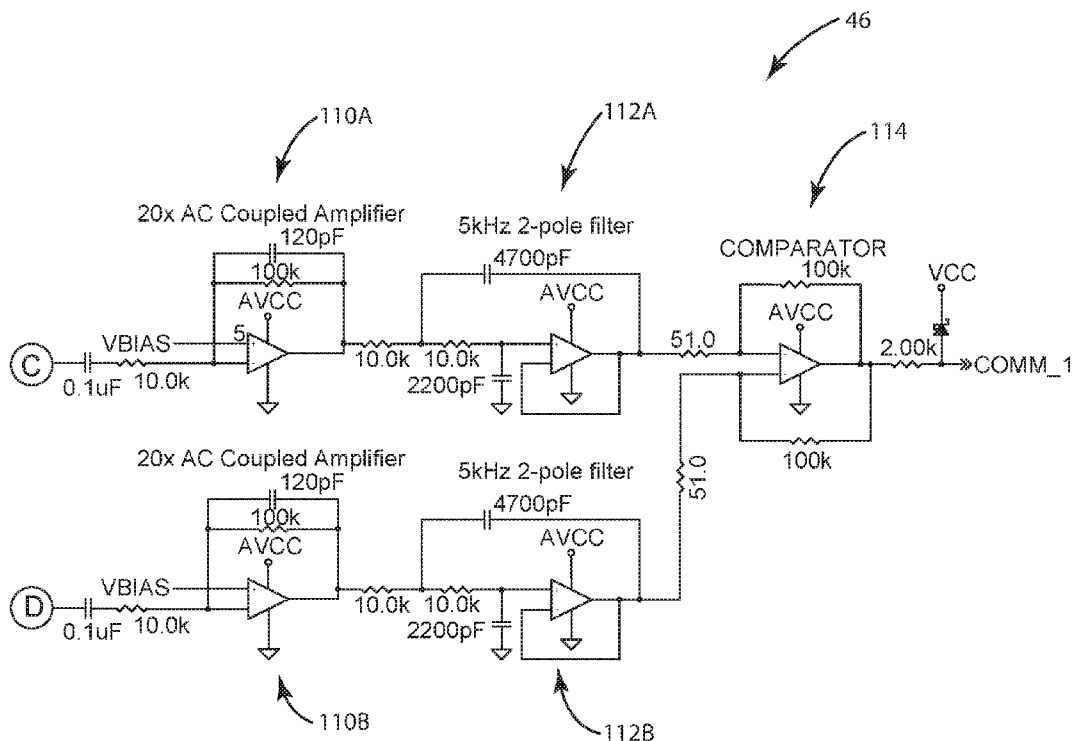 46
110A
112A
114
20x AC Coupled Amplifier
120pF
100k
AVCC
VBIAS
5
C
0.1uF
10.0k
5kHz 2-pole filter
4700pF
AVCC
10.0k
10.0k
2200pF
51.0
COMPARATOR
100k
AVCC
VCC
2.00k
COMM_1
100k
51.0
20x AC Coupled Amplifier
120pF
100k
AVCC
VBIAS
D
0.1uF
10.0k
5kHz 2-pole filter
4700pF
AVCC
10.0k
10.0k
2200pF
110B
112B